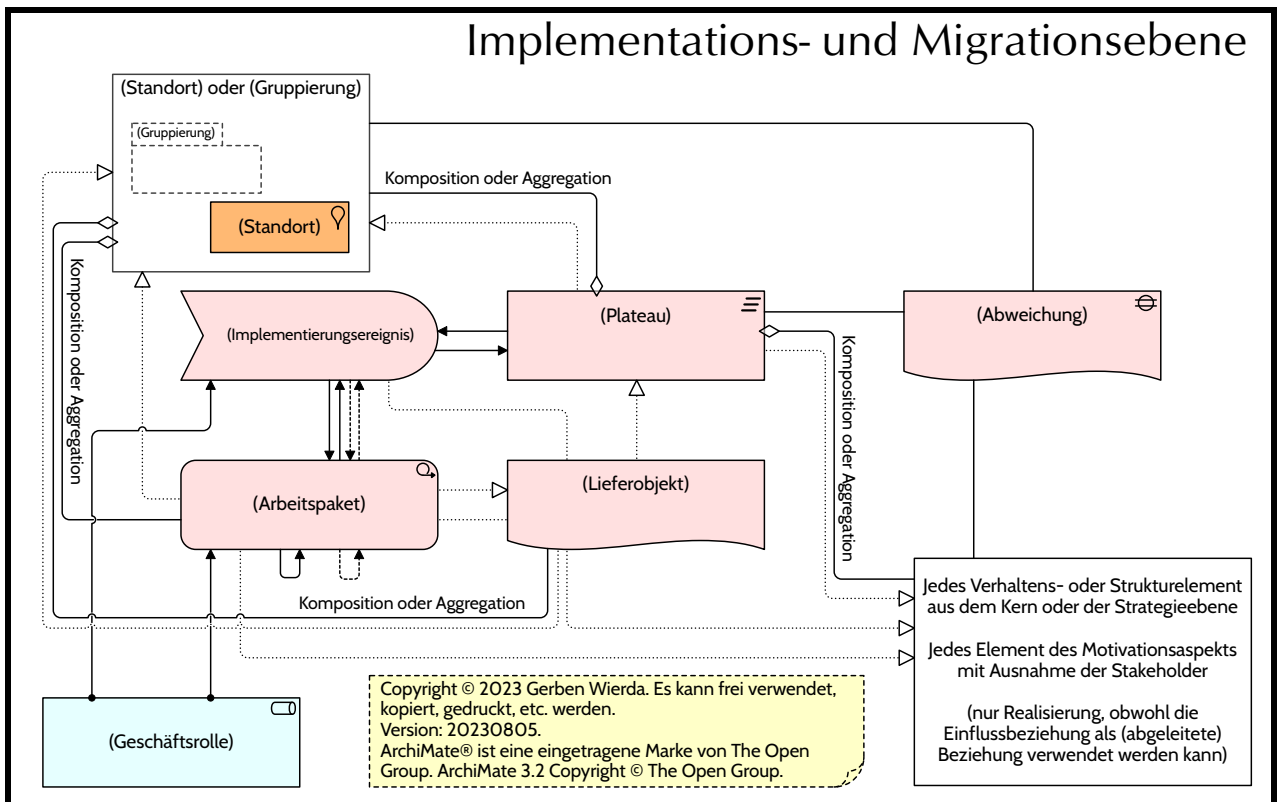 Implementations- und Migrationsebene
(Standort) oder (Gruppierung)
(Gruppierung)
(Standort)
Komposition oder Aggregation
Komposition oder Aggregation
(Implementierungsereignis)
(Plateau)
(Abweichung)
Komposition oder Aggregation
(Arbeitspaket)
(Lieferobjekt)
Komposition oder Aggregation
Jedes Verhaltens- oder Strukturelement
aus dem Kern oder der Strategieebene
Jedes Element des Motivationsaspekts
mit Ausnahme der Stakeholder
(nur Realisierung, obwohl die
Einflussbeziehung als (abgeleitete)
Beziehung verwendet werden kann)
(Geschäftsrolle)
Copyright © 2023 Gerben Wierda. Es kann frei verwendet,
kopiert, gedruckt, etc. werden.
Version: 20230805.
ArchiMate® ist eine eingetragene Marke von The Open
Group. ArchiMate 3.2 Copyright © The Open Group.